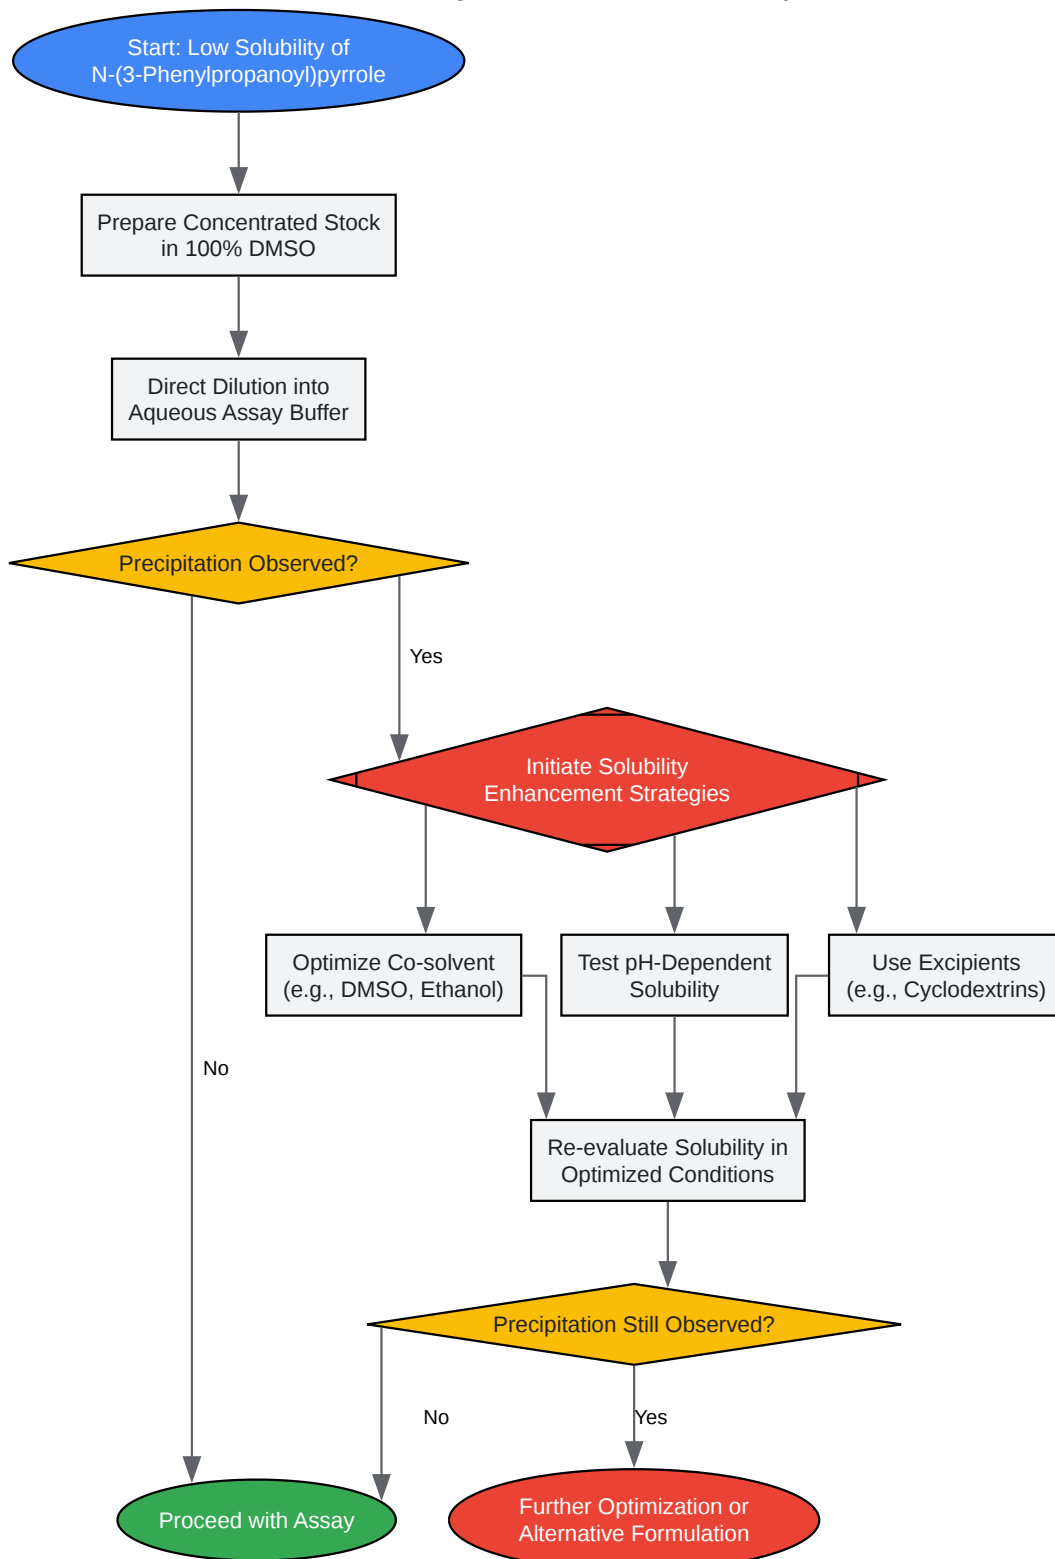 Start: Low Solubility of
N-(3-Phenylpropanoyl)pyrrole
Prepare Concentrated Stock
in 100% DMSO
Direct Dilution into
Aqueous Assay Buffer
Precipitation Observed?
Yes
Initiate Solubility
Enhancement Strategies
Optimize Co-solvent
(e.g., DMSO, Ethanol)
Test pH-Dependent
Solubility
Use Excipients
(e.g., Cyclodextrins)
No
Re-evaluate Solubility in
Optimized Conditions
Precipitation Still Observed?
No
Yes
Proceed with Assay
Further Optimization or
Alternative Formulation